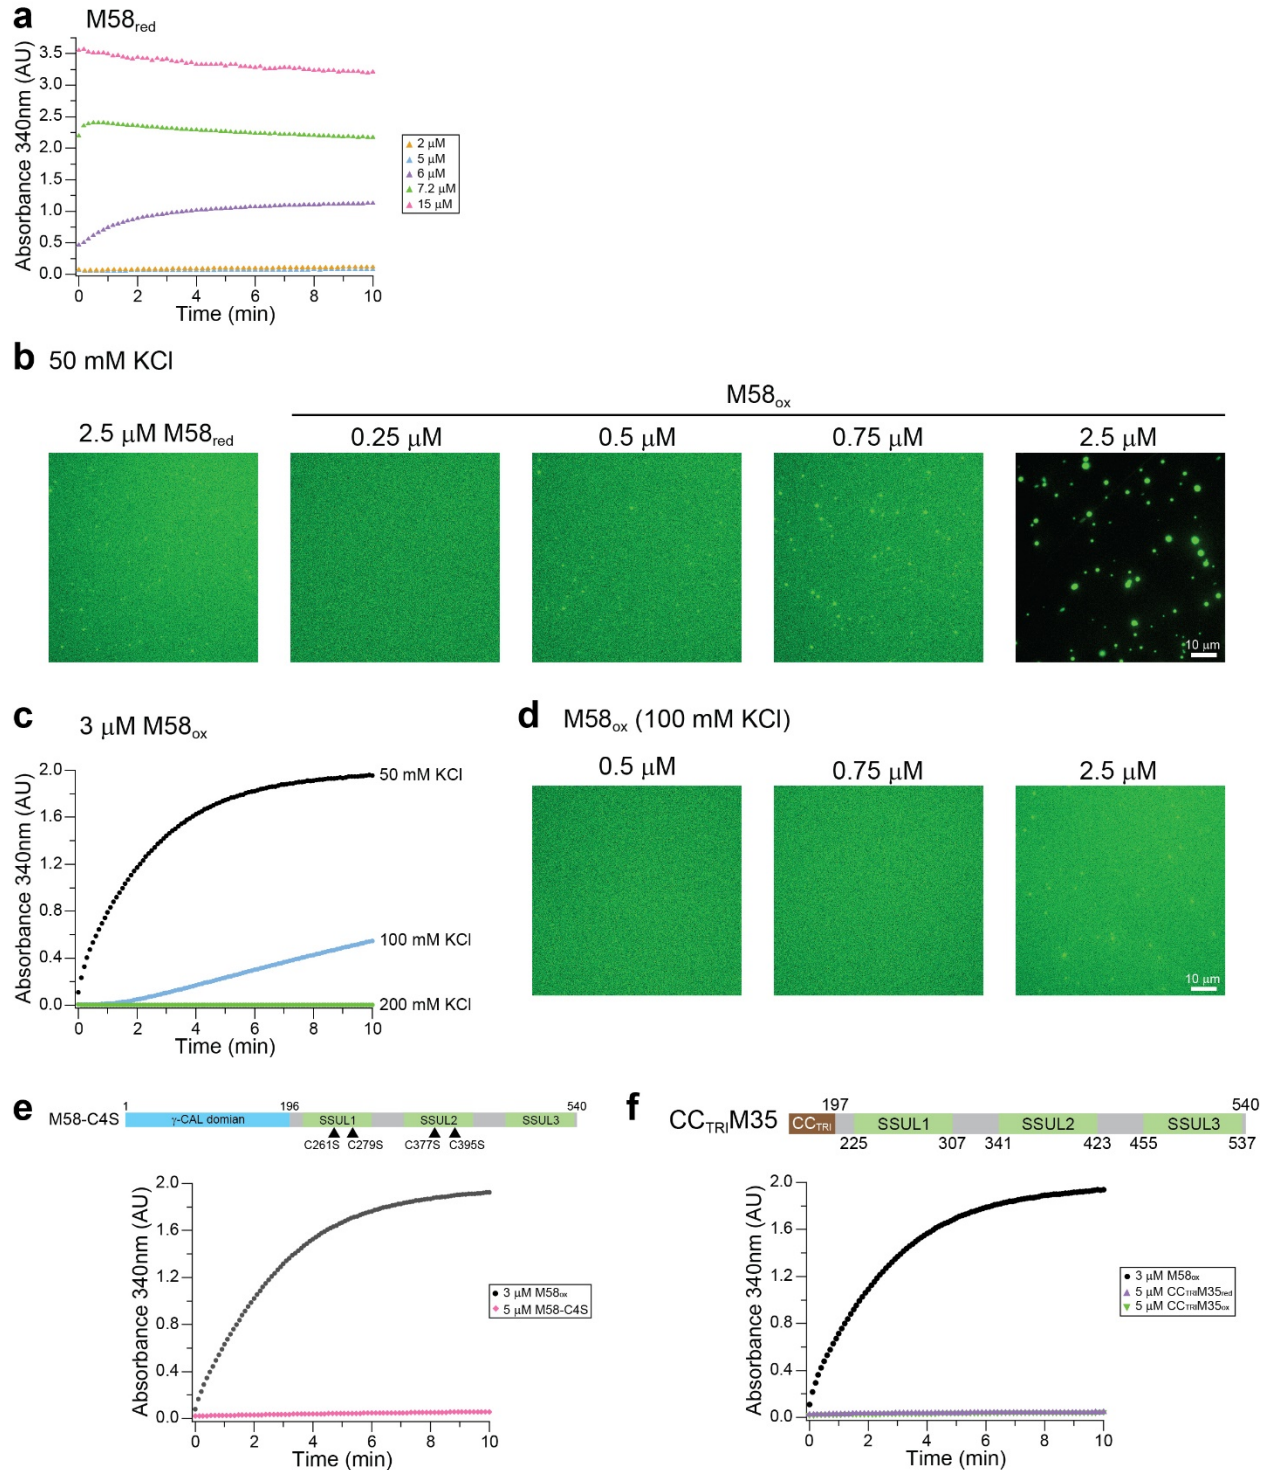 a M58red
Absorbance 340nm (AU)
3.5
3.0
2.5
2.0
1.5
1.0
0.5
0.0
0 2 4 6 8 10
Time (min)
2 μM
5 μM
6 μM
7.2 μM
15 μM
b 50 mM KCl
M58ox
2.5 μM M58red 0.25 μM 0.5 μM 0.75 μM 2.5 μM
10 μm
c 3 μM M58ox
Absorbance 340nm (AU)
2.0
1.6
1.2
0.8
0.4
0.0
50 mM KCl
100 mM KCl
200 mM KCl
0 2 4 6 8 10
Time (min)
d M58ox (100 mM KCl)
0.5 μM 0.75 μM 2.5 μM
10 μm
e
1 196 540
M58-C4S γ-CAL domian SSUL1 SSUL2 SSUL3
C261S C279S C377S C395S
Absorbance 340nm (AU)
2.0
1.6
1.2
0.8
0.4
0.0
0 2 4 6 8 10
Time (min)
3 μM M58ox
5 μM M58-C4S
f
197 540
CCTRIM35 CCTRI SSUL1 SSUL2 SSUL3
225 307 341 423 455 537
Absorbance 340nm (AU)
2.0
1.6
1.2
0.8
0.4
0.0
0 2 4 6 8 10
Time (min)
3 μM M58ox
5 μM CCTRIM35red
5 μM CCTRIM35ox